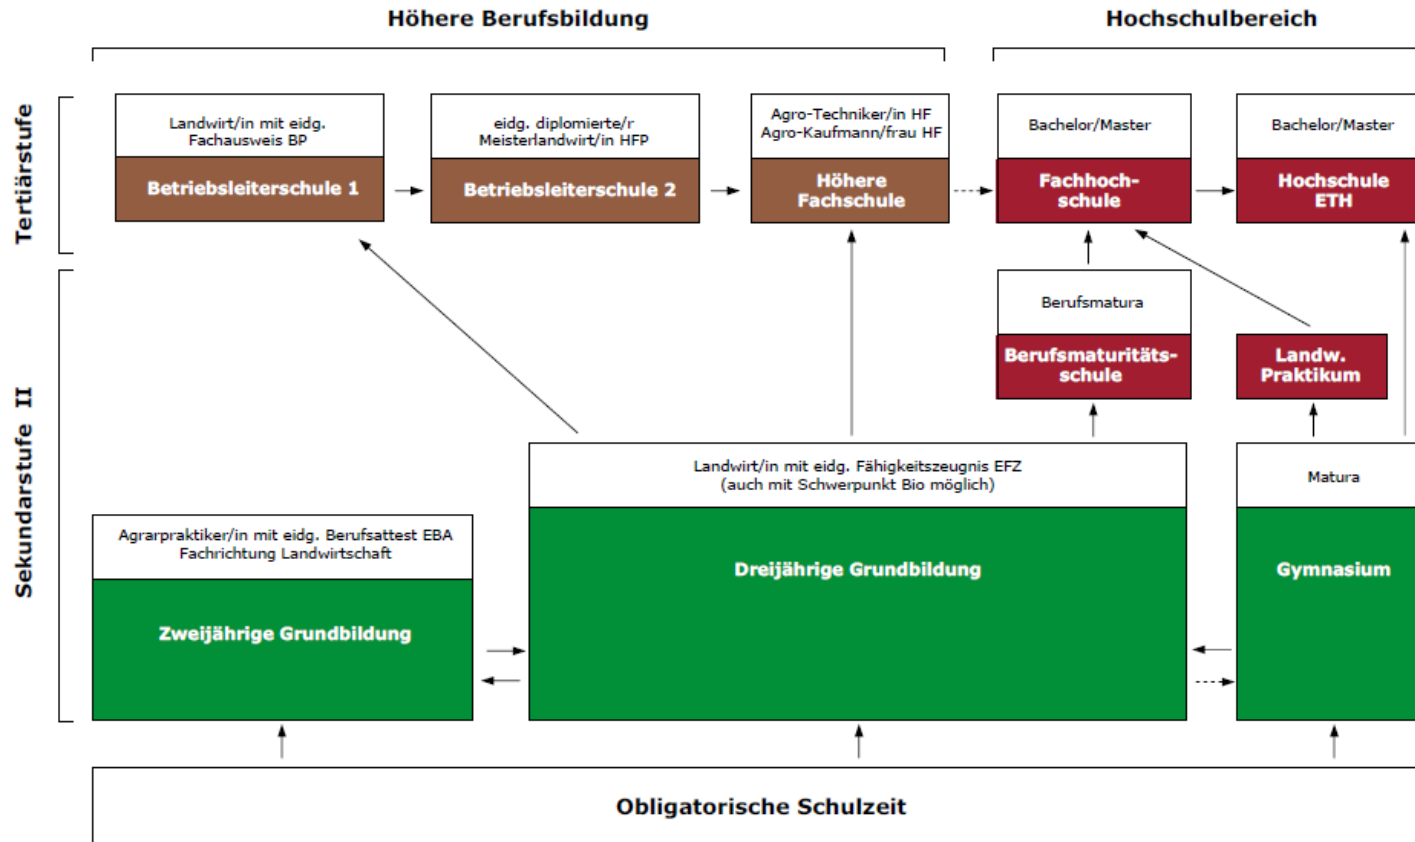 Höhere Berufsbildung
Hochschulbereich
Tertiärstufe
Landwirt/in mit eidg.
Fachausweis BP
Betriebsleiterschule 1
eidg. diplomierte/r
Meisterlandwirt/in HFP
Betriebsleiterschule 2
Agro-Techniker/in HF
Agro-Kaufmann/frau HF
Höhere
Fachschule
Bachelor/Master
Fachhoch-
schule
Bachelor/Master
Hochschule
ETH
Sekundarstufe II
Berufsmatura
Berufsmaturitäts-
schule
Landw.
Praktikum
Landwirt/in mit eidg. Fähigkeitszeugnis EFZ
(auch mit Schwerpunkt Bio möglich)
Dreijährige Grundbildung
Matura
Gymnasium
Agrarpraktiker/in mit eidg. Berufsattest EBA
Fachrichtung Landwirtschaft
Zweijährige Grundbildung
Obligatorische Schulzeit